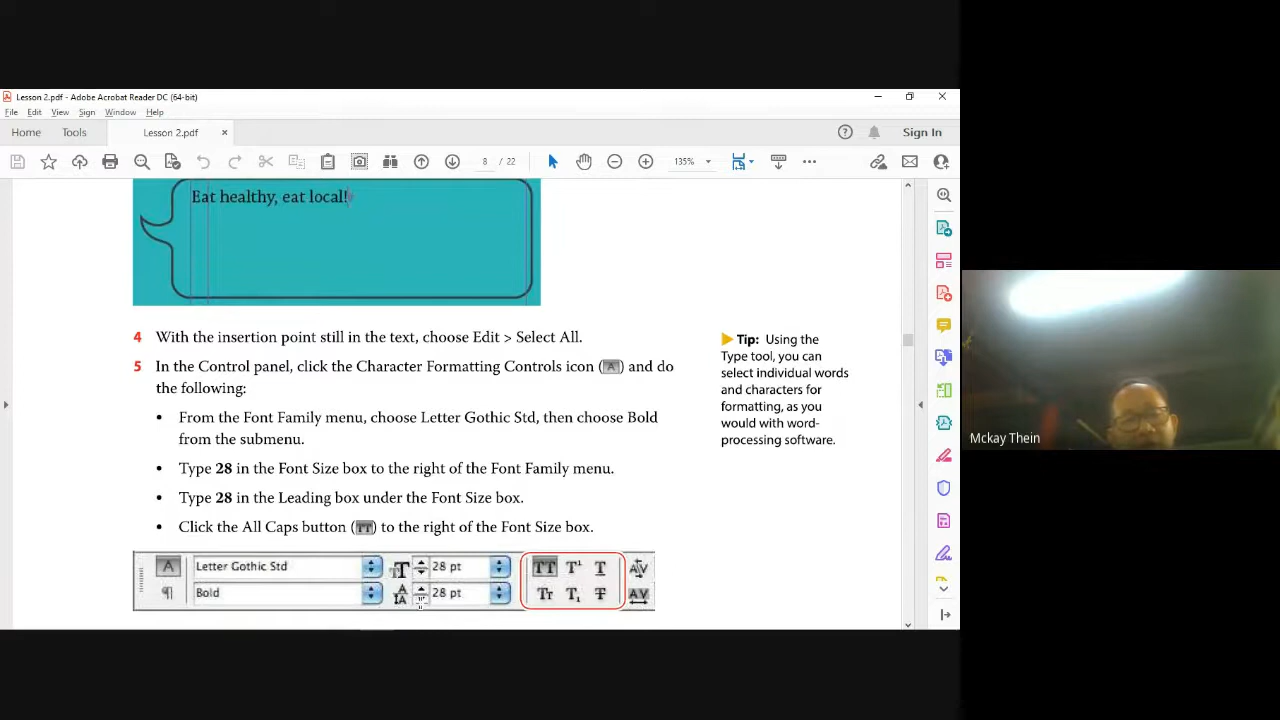 Lesson 2.pdf - Adobe Acrobat Reader DC (64-bit)
File Edit View Sign Window Help
Home Tools Lesson 2.pdf Sign In
8 / 22 135%
Eat healthy, eat local!
4 With the insertion point still in the text, choose Edit > Select All.
5 In the Control panel, click the Character Formatting Controls icon (A) and do
the following:
• From the Font Family menu, choose Letter Gothic Std, then choose Bold
from the submenu.
• Type 28 in the Font Size box to the right of the Font Family menu.
• Type 28 in the Leading box under the Font Size box.
• Click the All Caps button (TT) to the right of the Font Size box.
Tip: Using the
Type tool, you can
select individual words
and characters for
formatting, as you
would with word-
processing software.
A Letter Gothic Std 28 pt
Bold 28 pt
Mckay Thein